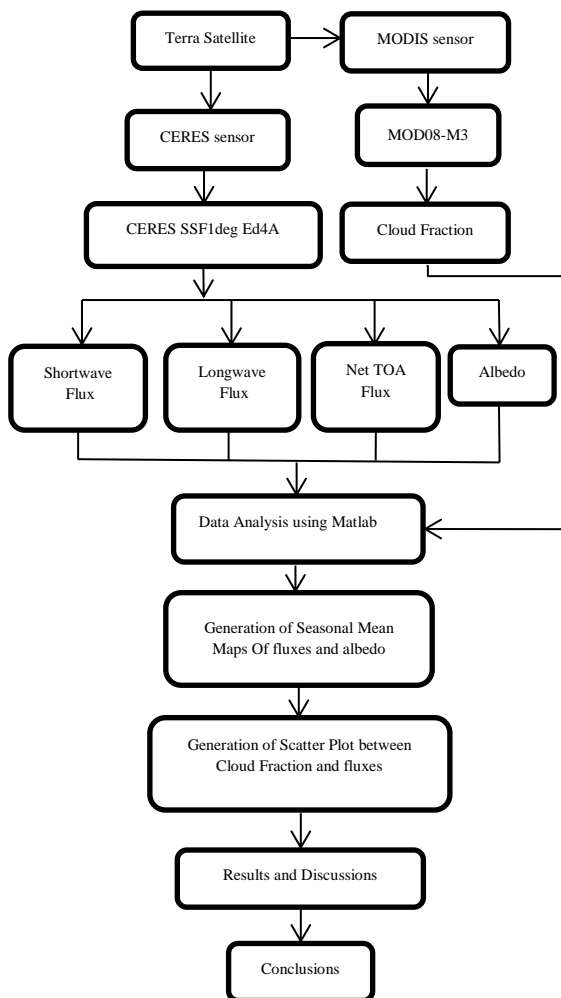 Terra Satellite
MODIS sensor
CERES sensor
MOD08-M3
CERES SSF1deg Ed4A
Cloud Fraction
Shortwave
Flux
Longwave
Flux
Net TOA
Flux
Albedo
Data Analysis using Matlab
Generation of Seasonal Mean
Maps Of fluxes and albedo
Generation of Scatter Plot between
Cloud Fraction and fluxes
Results and Discussions
Conclusions